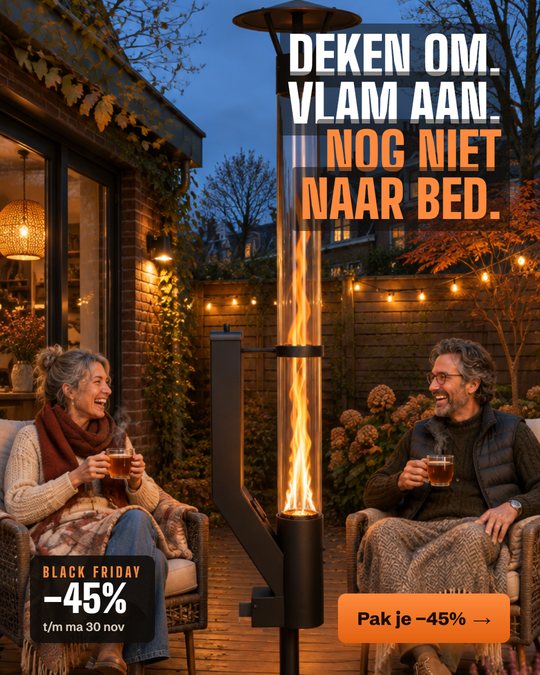 DEKEN OM.
VLAM AAN.
NOG NIET
NAAR BED.
BLACK FRIDAY
−45%
t/m ma 30 nov
Pak je −45% →